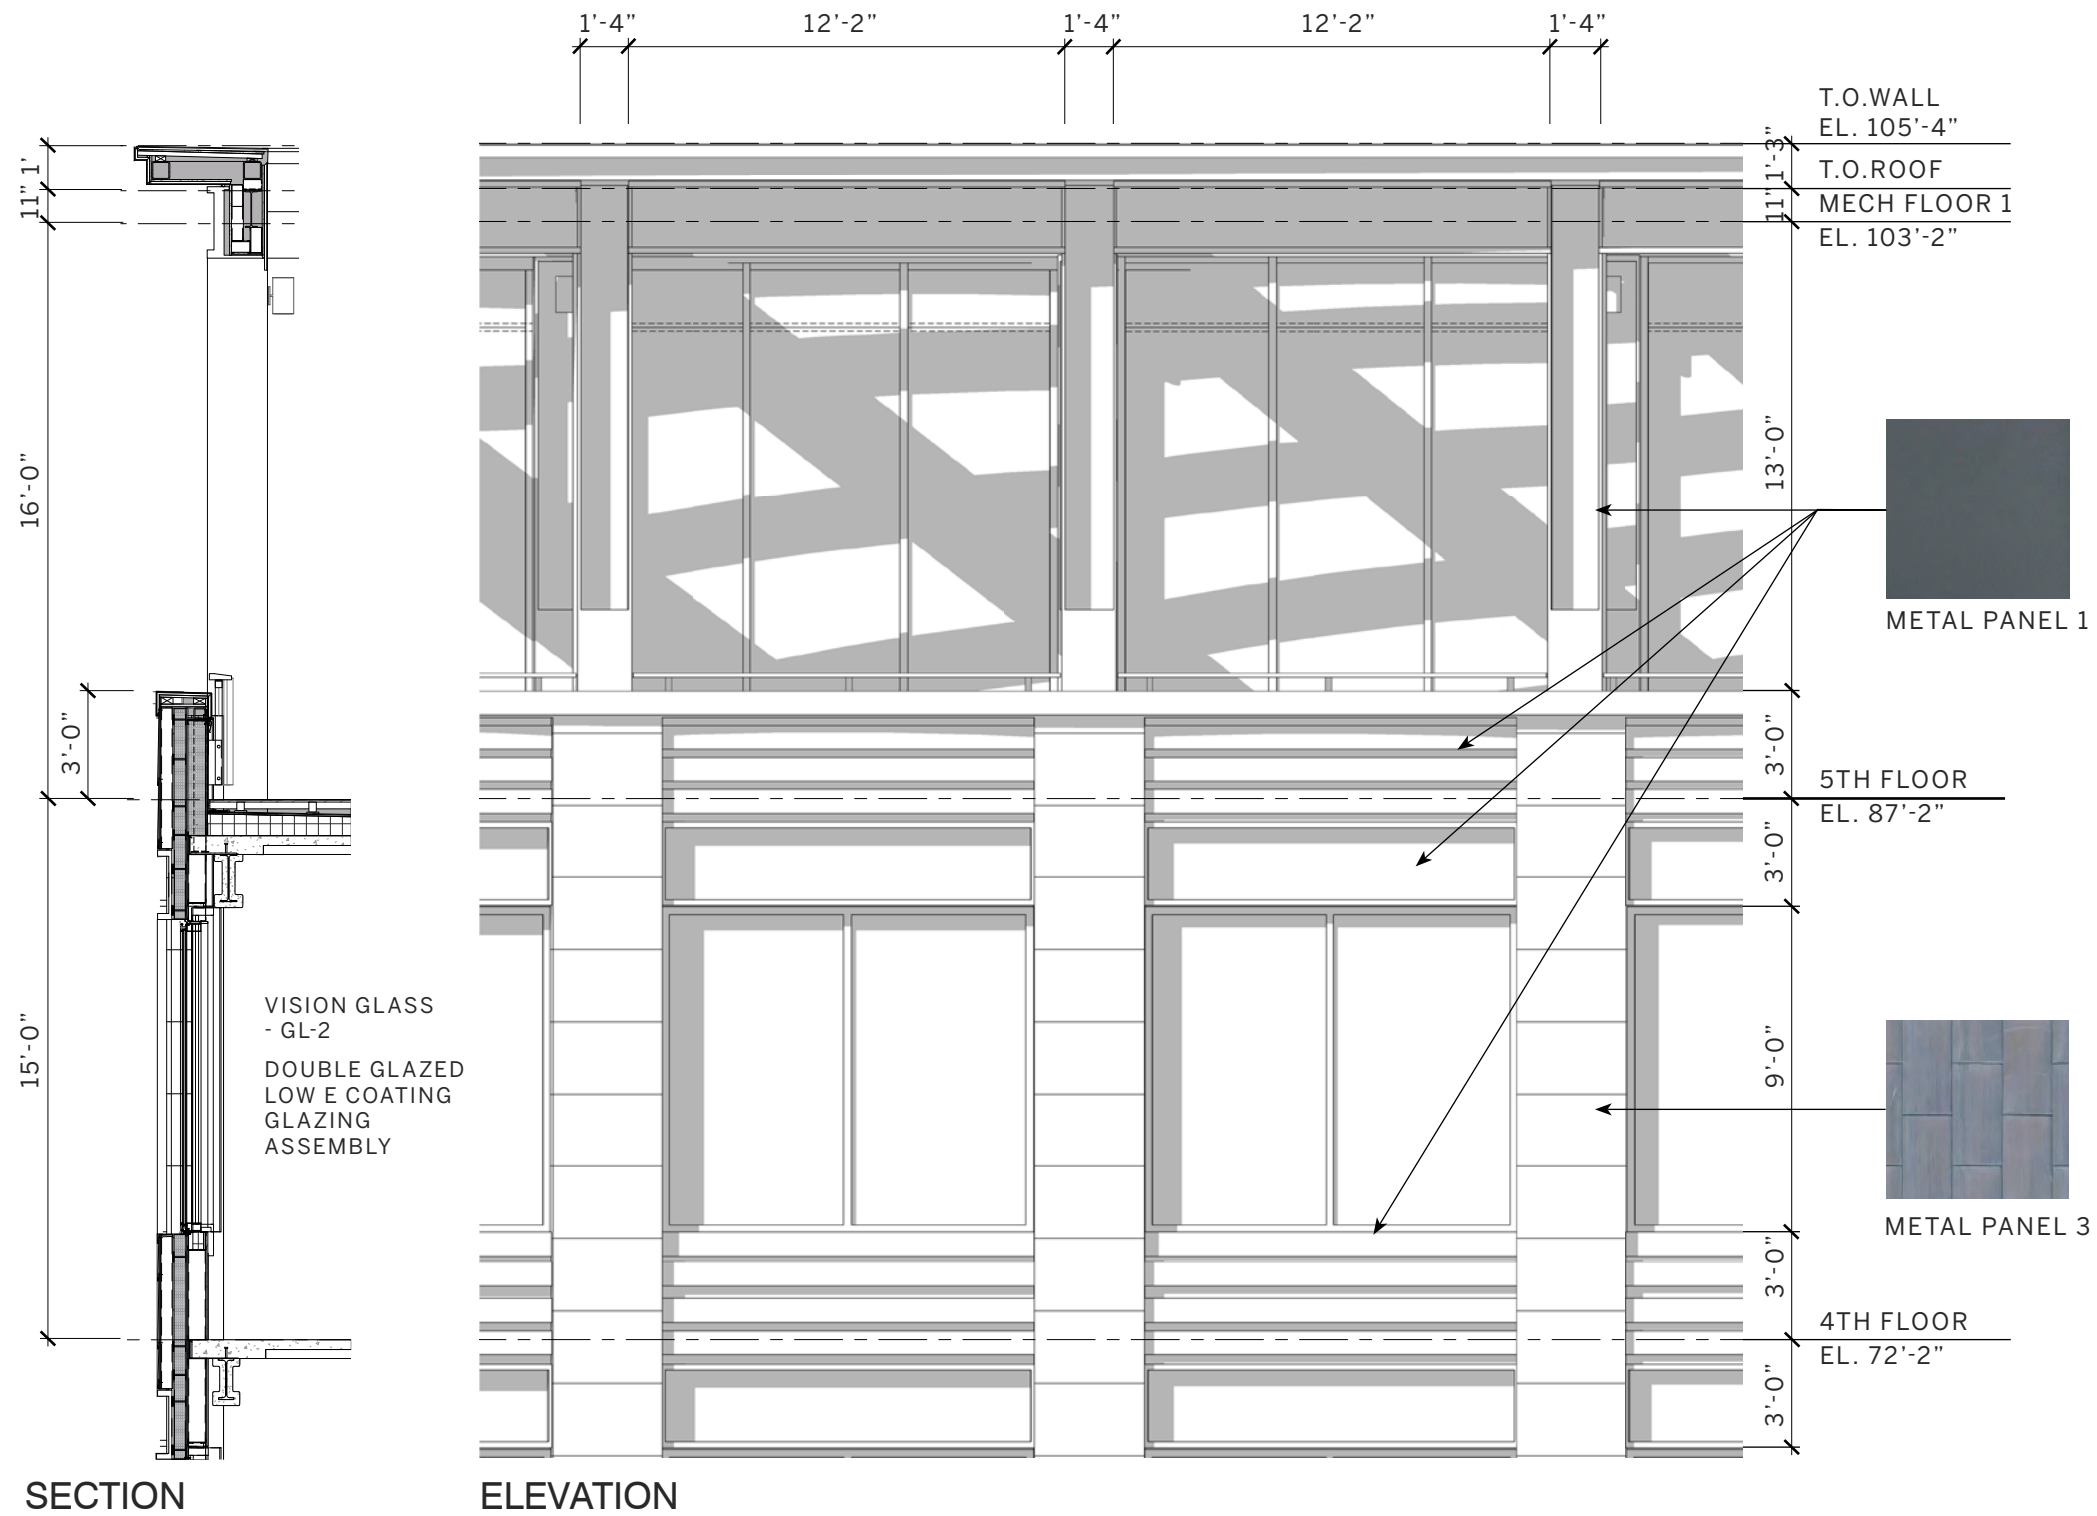 1’-4”
12’-2”
1’-4”
12’-2”
1’-4”
T.O.WALL
EL. 105’-4”
1’-3”
T.O.ROOF
11”
MECH FLOOR 1
EL. 103’-2”
1’
11”
16’-0”
13’-0”
METAL PANEL 1
3’-0”
3’-0”
5TH FLOOR
EL. 87’-2”
3’-0”
15’-0”
VISION GLASS
- GL-2
DOUBLE GLAZED
LOW E COATING
GLAZING
ASSEMBLY
9’-0”
METAL PANEL 3
3’-0”
4TH FLOOR
EL. 72’-2”
3’-0”
SECTION
ELEVATION